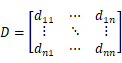 D = [ d₁₁ ⋯ d₁ₙ
⋮ ⋱ ⋮
dₙ₁ ⋯ dₙₙ ]